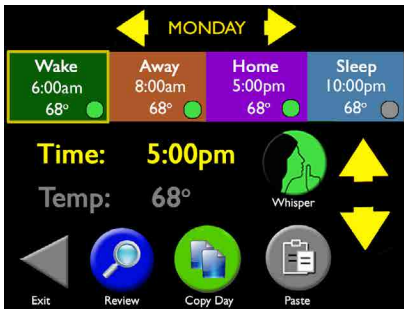 MONDAY
Wake Away Home Sleep
6:00am 8:00am 5:00pm 10:00pm
68° 68° 68° 68°
Time: 5:00pm
Temp: 68°
Whisper
Exit Review Copy Day Paste